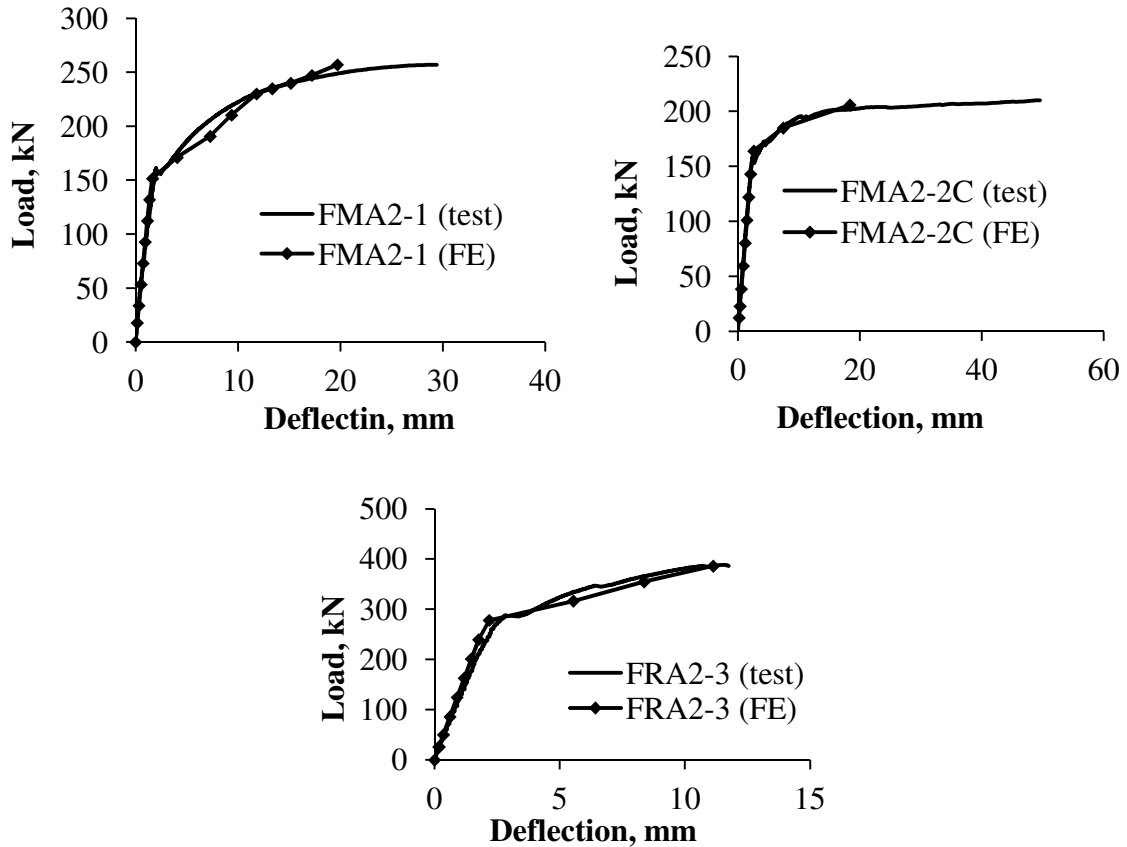 300
250
200
150
100
50
0
Load, kN
FMA2-1 (test)
FMA2-1 (FE)
0 10 20 30 40
Deflectin, mm
250
200
150
100
50
0
Load, kN
FMA2-2C (test)
FMA2-2C (FE)
0 20 40 60
Deflection, mm
500
400
300
200
100
0
Load, kN
FRA2-3 (test)
FRA2-3 (FE)
0 5 10 15
Deflection, mm